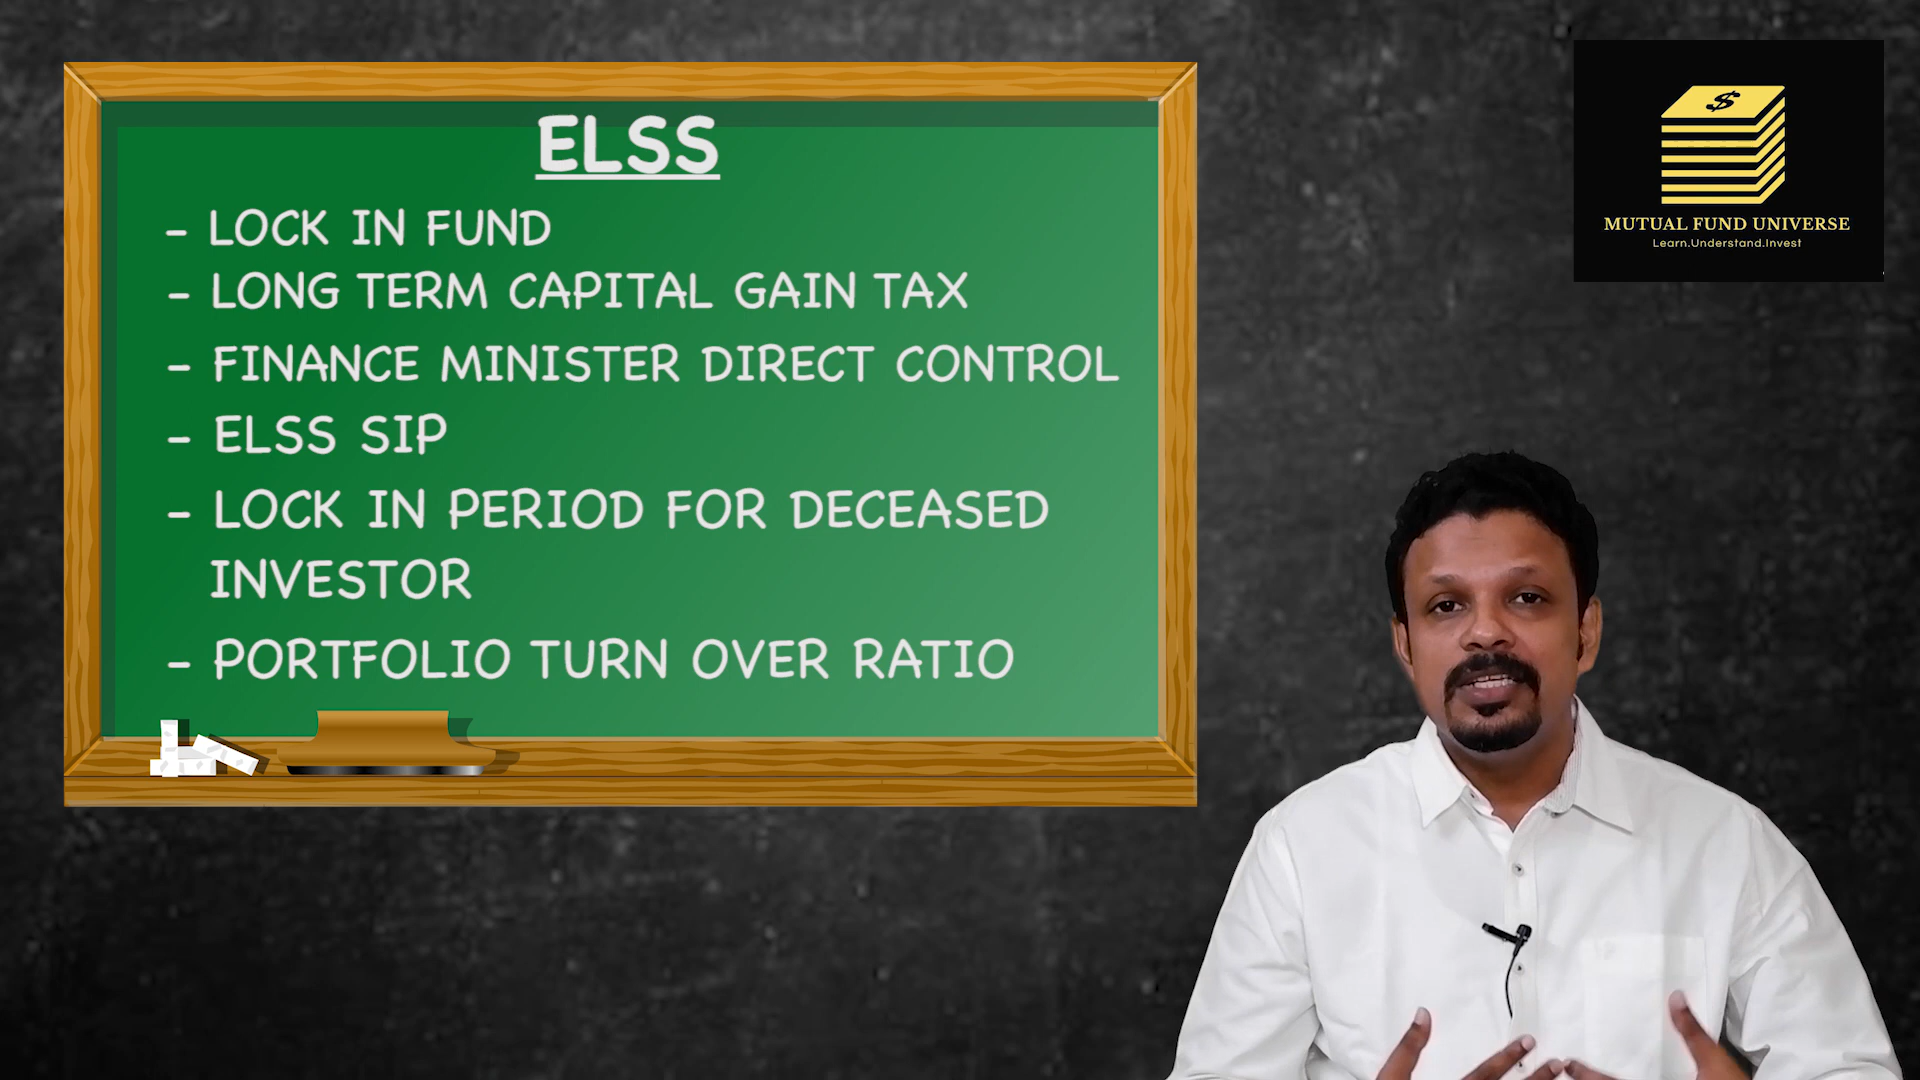 ELSS
- LOCK IN FUND
- LONG TERM CAPITAL GAIN TAX
- FINANCE MINISTER DIRECT CONTROL
- ELSS SIP
- LOCK IN PERIOD FOR DECEASED
INVESTOR
- PORTFOLIO TURN OVER RATIO
$
MUTUAL FUND UNIVERSE
Learn.Understand.Invest